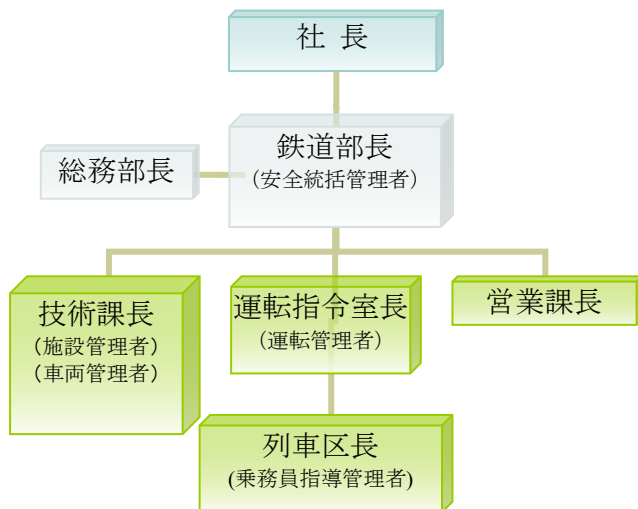 社 長
鉄道部長
（安全統括管理者）
総務部長
技術課長
（施設管理者）
（車両管理者）
運転指令室長
（運転管理者）
営業課長
列車区長
(乗務員指導管理者)